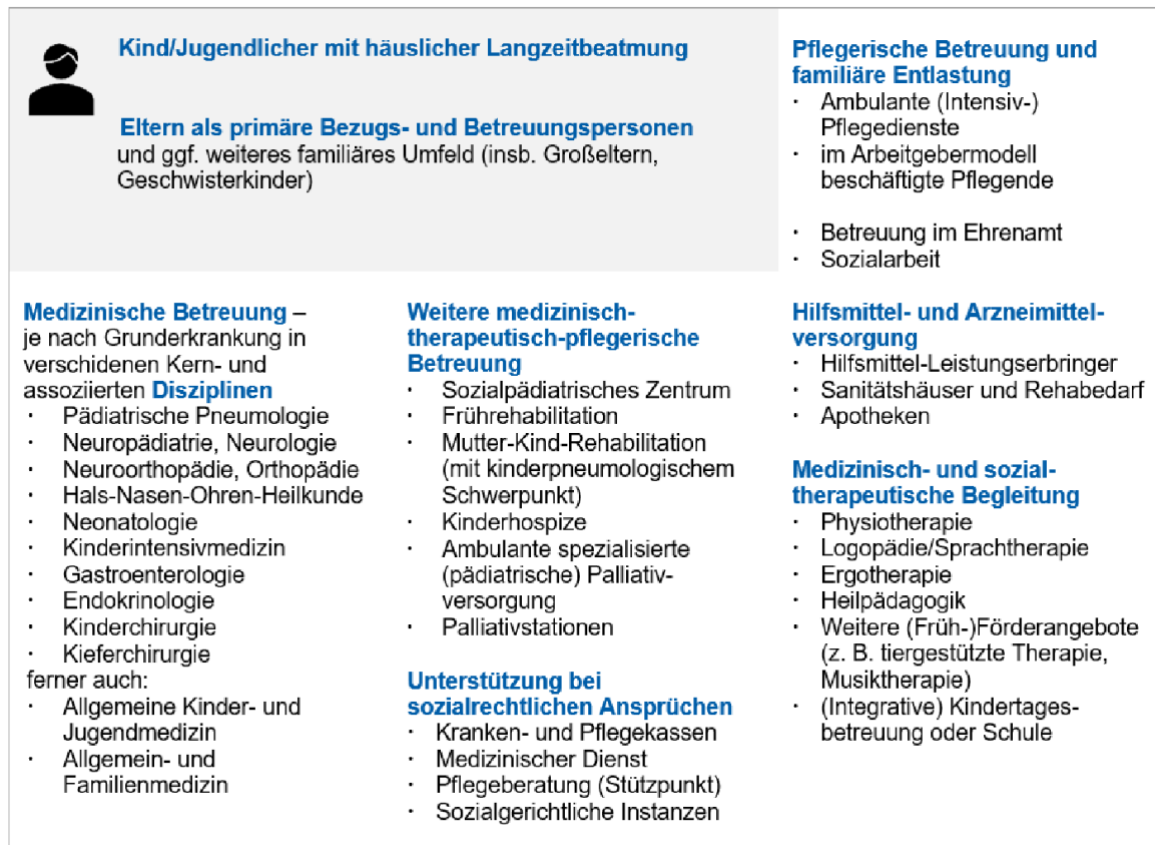 Kind/Jugendlicher mit häuslicher Langzeitbeatmung
Eltern als primäre Bezugs- und Betreuungspersonen
und ggf. weiteres familiäres Umfeld (insb. Großeltern,
Geschwisterkinder)
Pflegerische Betreuung und
familiäre Entlastung
· Ambulante (Intensiv-)
Pflegedienste
· im Arbeitgebermodell
beschäftigte Pflegende
· Betreuung im Ehrenamt
· Sozialarbeit
Medizinische Betreuung –
je nach Grunderkrankung in
verschidenen Kern- und
assoziierten Disziplinen
· Pädiatrische Pneumologie
· Neuropädiatrie, Neurologie
· Neuroorthopädie, Orthopädie
· Hals-Nasen-Ohren-Heilkunde
· Neonatologie
· Kinderintensivmedizin
· Gastroenterologie
· Endokrinologie
· Kinderchirurgie
· Kieferchirurgie
ferner auch:
· Allgemeine Kinder- und
Jugendmedizin
· Allgemein- und
Familienmedizin
Weitere medizinisch-
therapeutisch-pflegerische
Betreuung
· Sozialpädiatrisches Zentrum
· Frührehabilitation
· Mutter-Kind-Rehabilitation
(mit kinderpneumologischem
Schwerpunkt)
· Kinderhospize
· Ambulante spezialisierte
(pädiatrische) Palliativ-
versorgung
· Palliativstationen
Unterstützung bei
sozialrechtlichen Ansprüchen
· Kranken- und Pflegekassen
· Medizinischer Dienst
· Pflegeberatung (Stützpunkt)
· Sozialgerichtliche Instanzen
Hilfsmittel- und Arzneimittel-
versorgung
· Hilfsmittel-Leistungserbringer
· Sanitätshäuser und Rehabedarf
· Apotheken
Medizinisch- und sozial-
therapeutische Begleitung
· Physiotherapie
· Logopädie/Sprachtherapie
· Ergotherapie
· Heilpädagogik
· Weitere (Früh-)Förderangebote
(z. B. tiergestützte Therapie,
Musiktherapie)
· (Integrative) Kindertages-
betreuung oder Schule